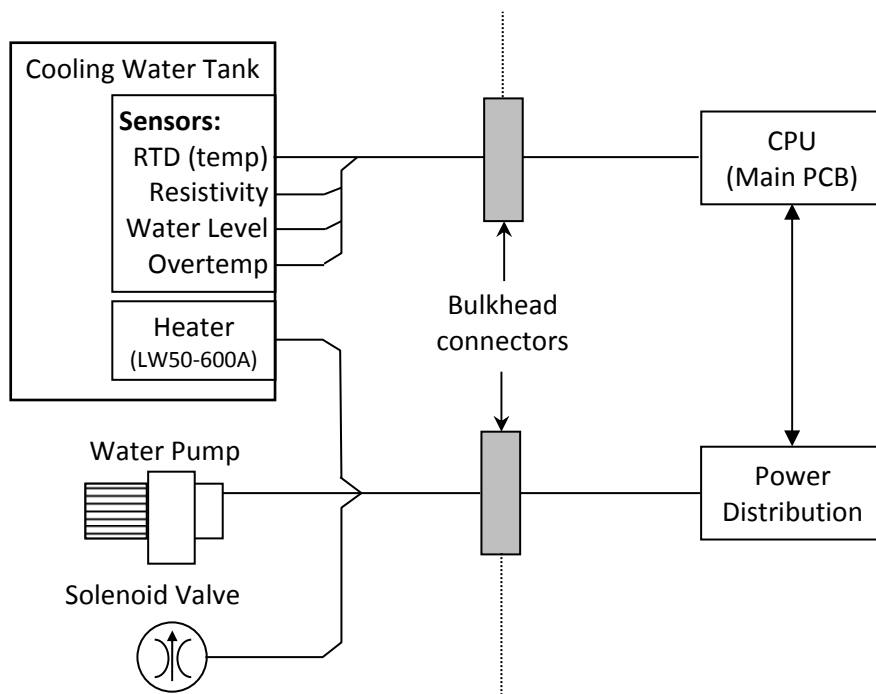 Cooling Water Tank
Sensors:
RTD (temp)
Resistivity
Water Level
Overtemp
Heater
(LW50-600A)
Water Pump
Solenoid Valve
Bulkhead
connectors
CPU
(Main PCB)
Power
Distribution